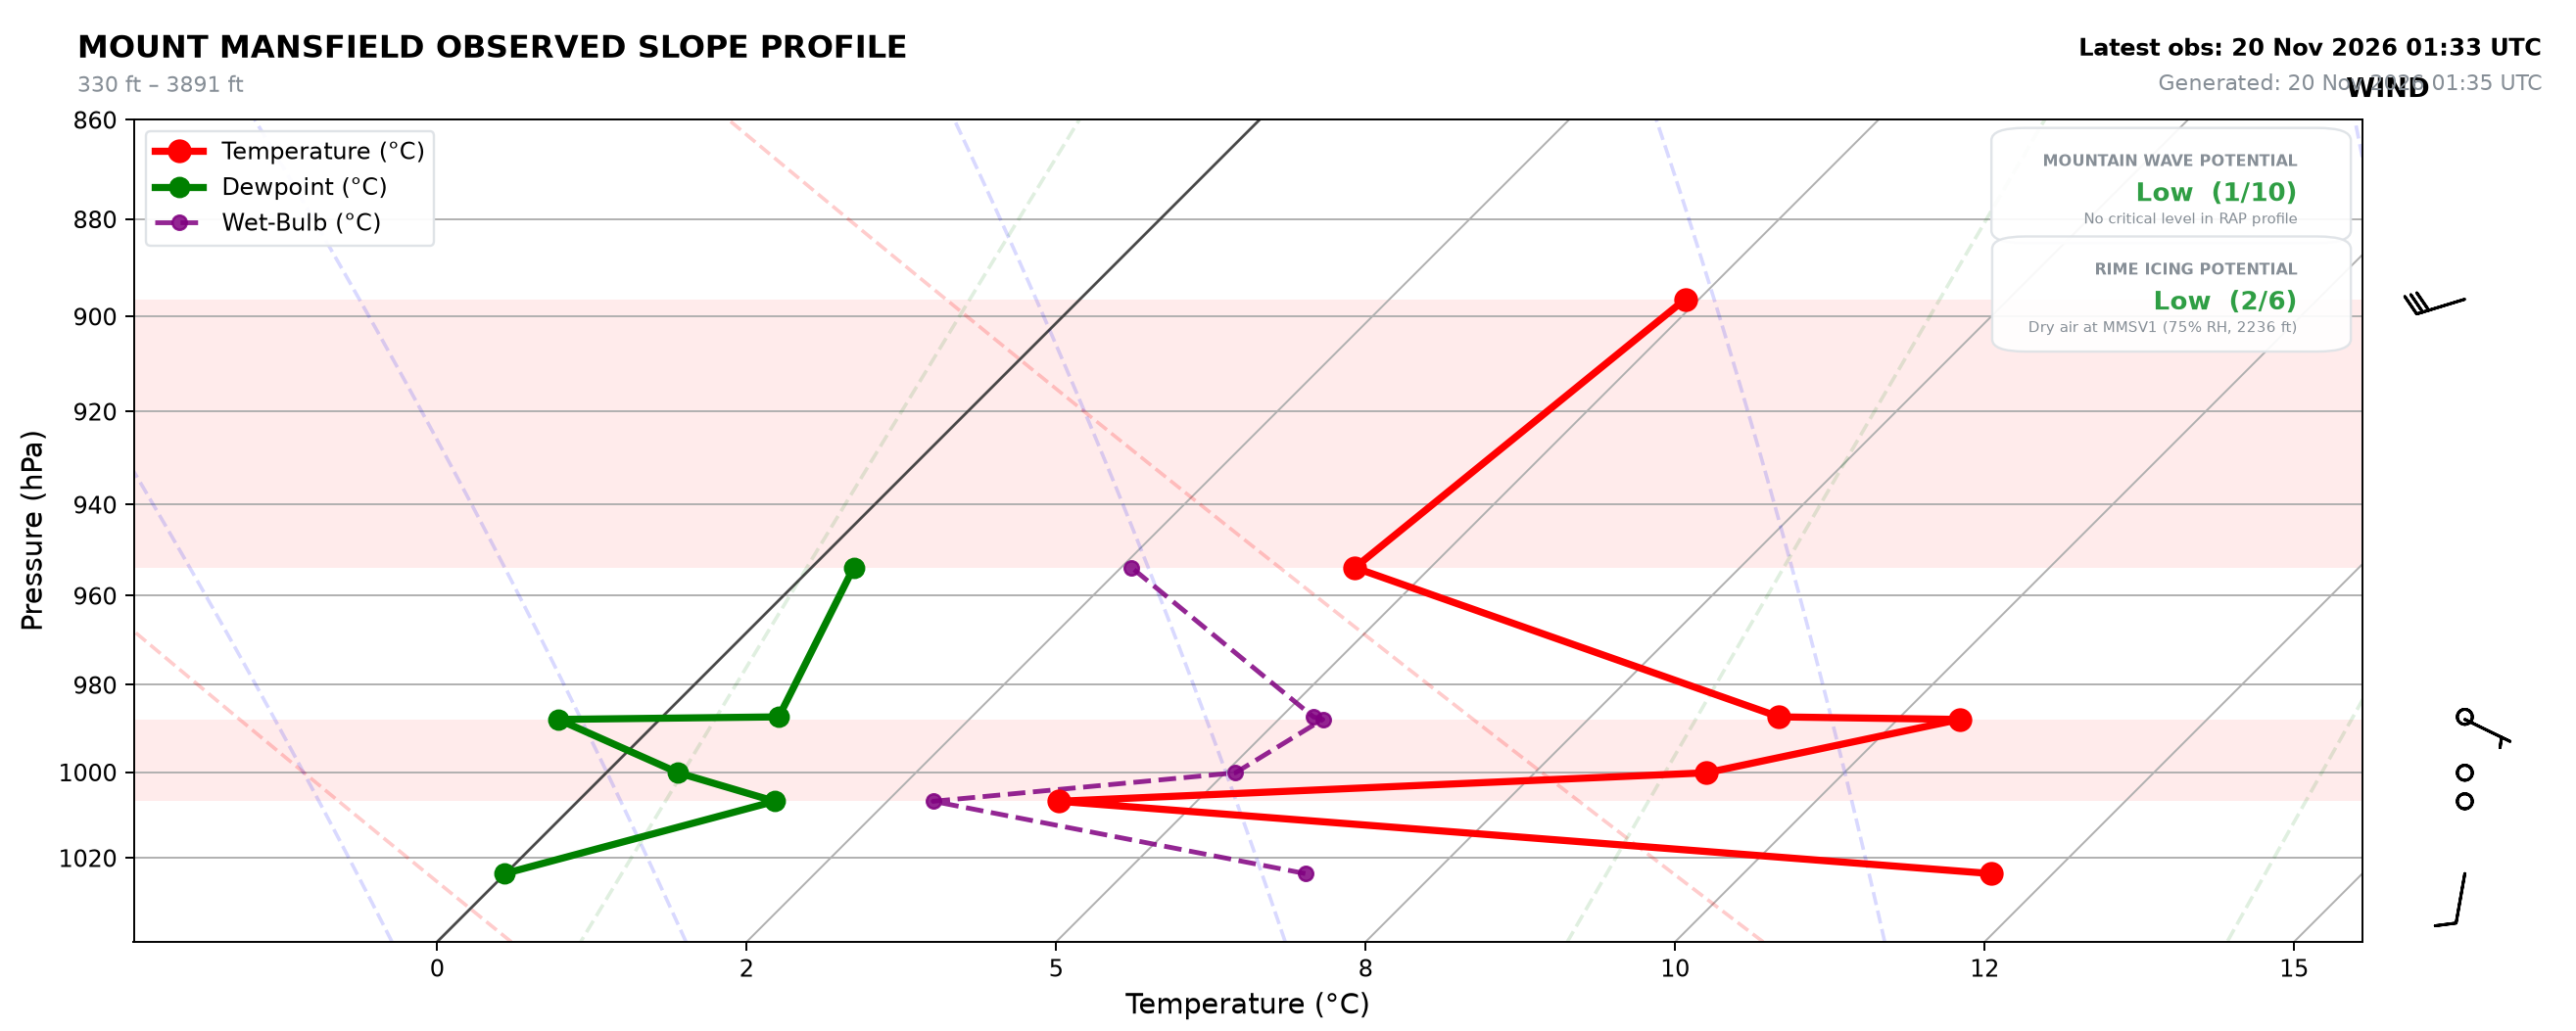 MOUNT MANSFIELD OBSERVED SLOPE PROFILE
330 ft – 3891 ft
Latest obs: 20 Nov 2026 01:33 UTC
Generated: 20 Nov 2026 01:35 UTC
WIND
Temperature (°C)
Dewpoint (°C)
Wet-Bulb (°C)
MOUNTAIN WAVE POTENTIAL
Low (1/10)
No critical level in RAP profile
RIME ICING POTENTIAL
Low (2/6)
Dry air at MMSV1 (75% RH, 2236 ft)
Pressure (hPa)
860
880
900
920
940
960
980
1000
1020
0 2 5 8 10 12 15
Temperature (°C)